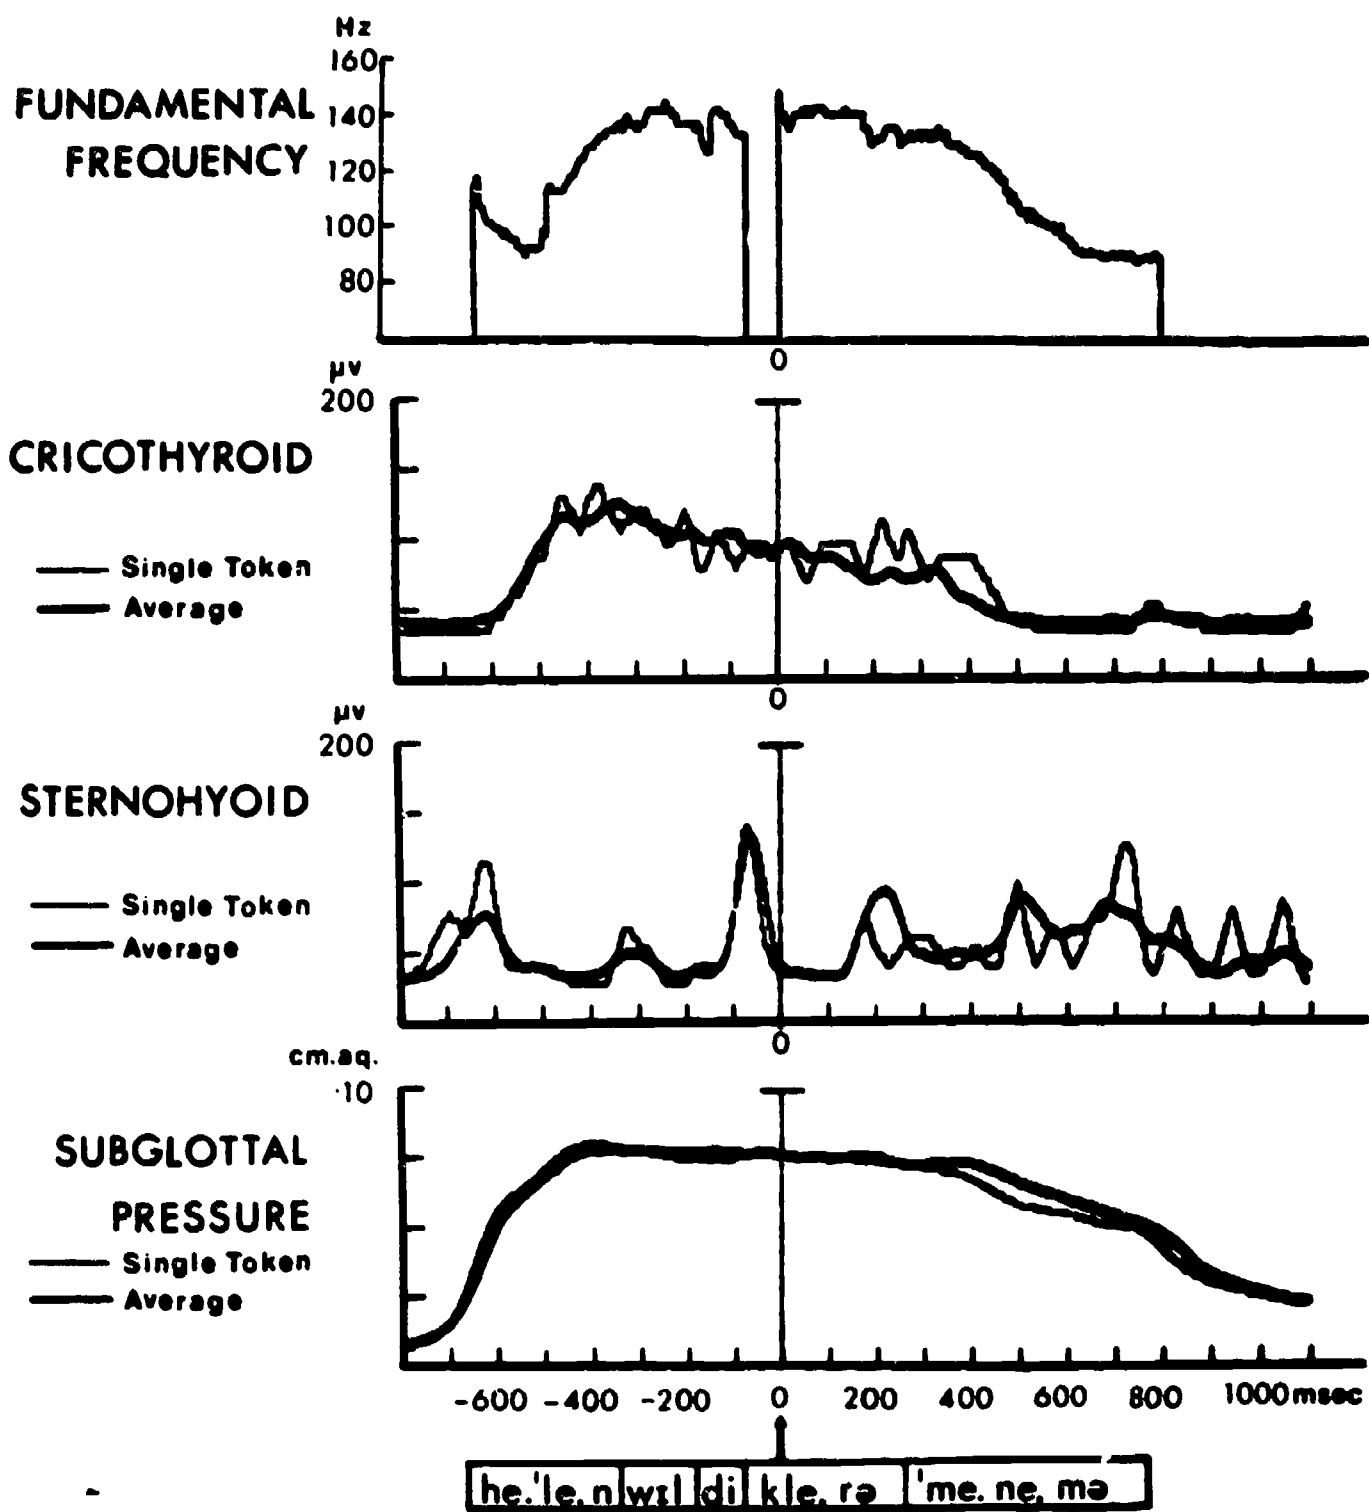 Hz
160
FUNDAMENTAL
FREQUENCY
140
120
100
80
0
μv
200
CRICOTHYROID
Single Token
Average
0
μv
200
STERNOHYOID
Single Token
Average
0
cm.aq.
10
SUBGLOTTAL
PRESSURE
Single Token
Average
-600 -400 -200 0 200 400 600 800 1000 msec
he.'le.n wɪl di kle. rə 'me. ne. mə